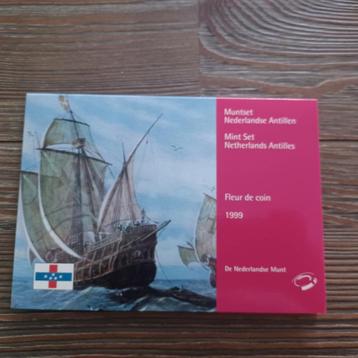 Muntset
Nederlandse Antillen
Mint Set
Netherlands Antilles
Fleur de coin
1999
De Nederlandse Munt